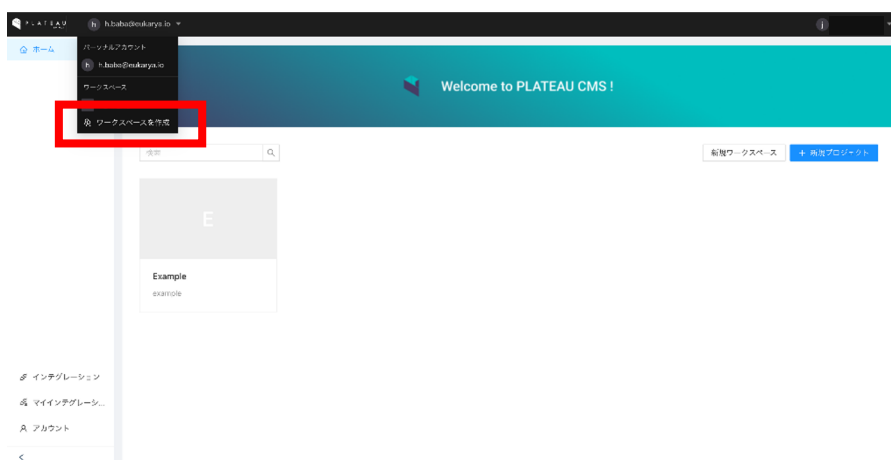 PLATEAU
h h.baba@eukarya.io
j
ホーム
パーソナルアカウント
h h.baba@eukarya.io
ワークスペース
ワークスペースを作成
Welcome to PLATEAU CMS !
検索
新規ワークスペース
+ 新規プロジェクト
E
Example
example
インテグレーション
マイインテグレーシ...
アカウント
<